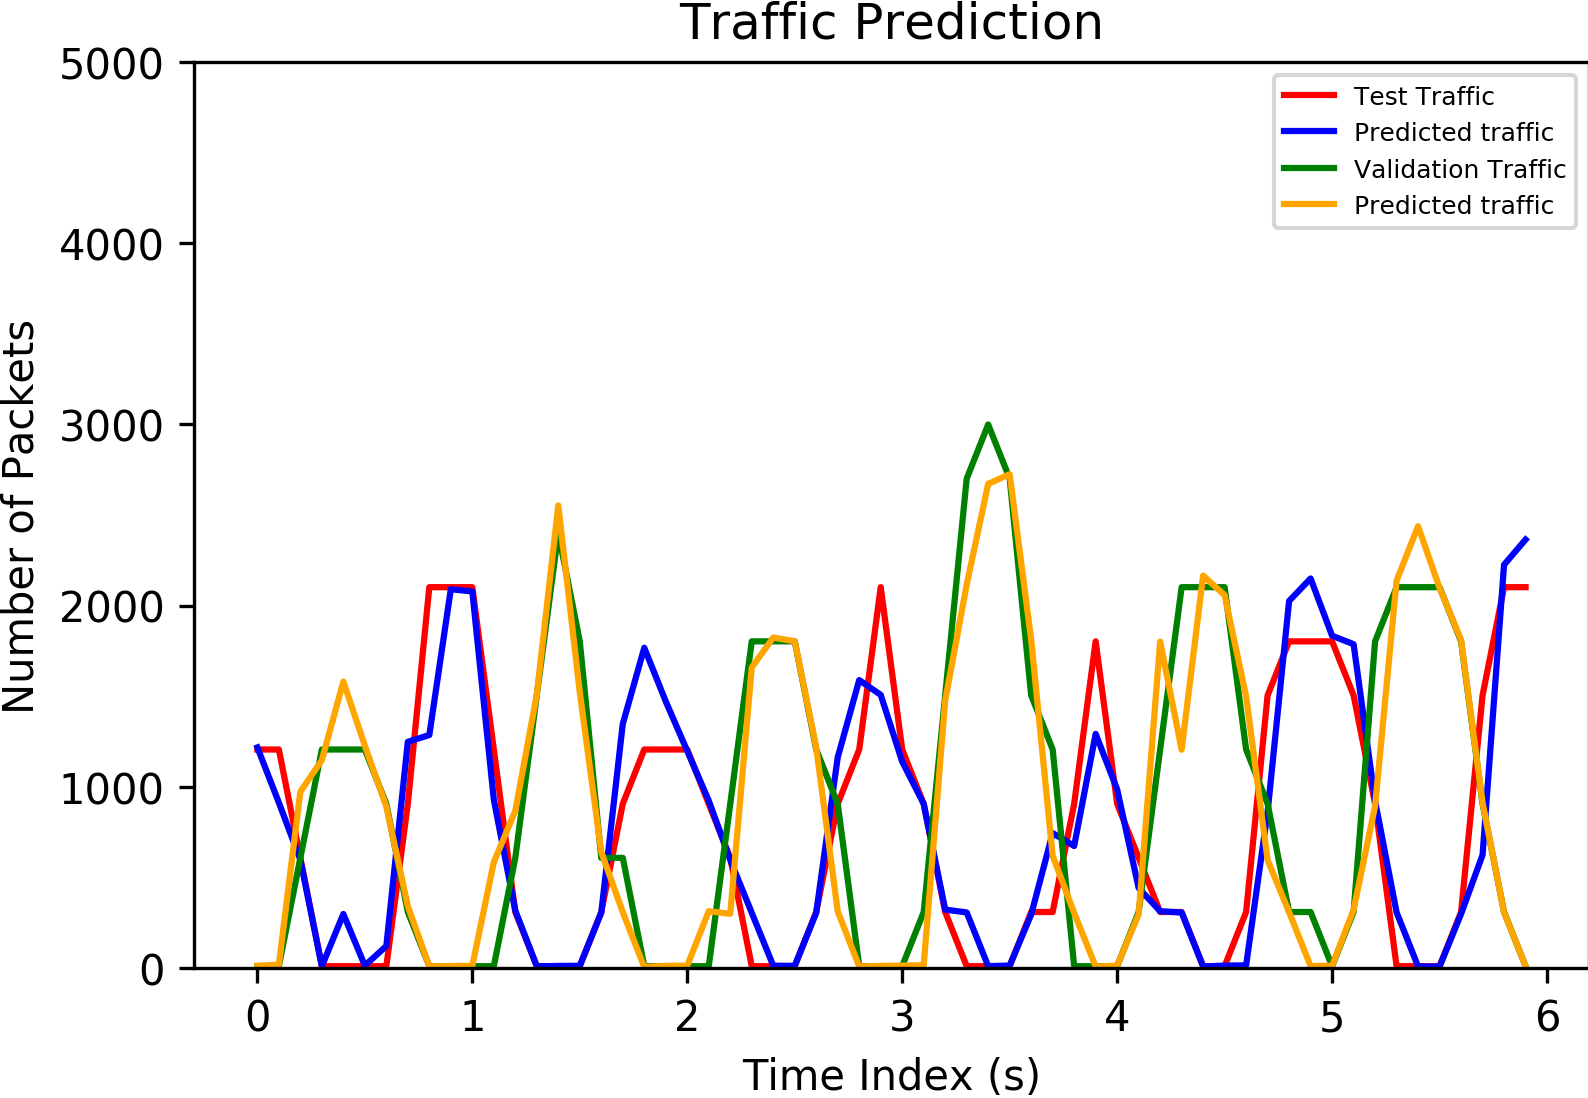 Traffic Prediction
5000
4000
3000
2000
1000
0
Number of Packets
Test Traffic
Predicted traffic
Validation Traffic
Predicted traffic
0 1 2 3 4 5 6
Time Index (s)